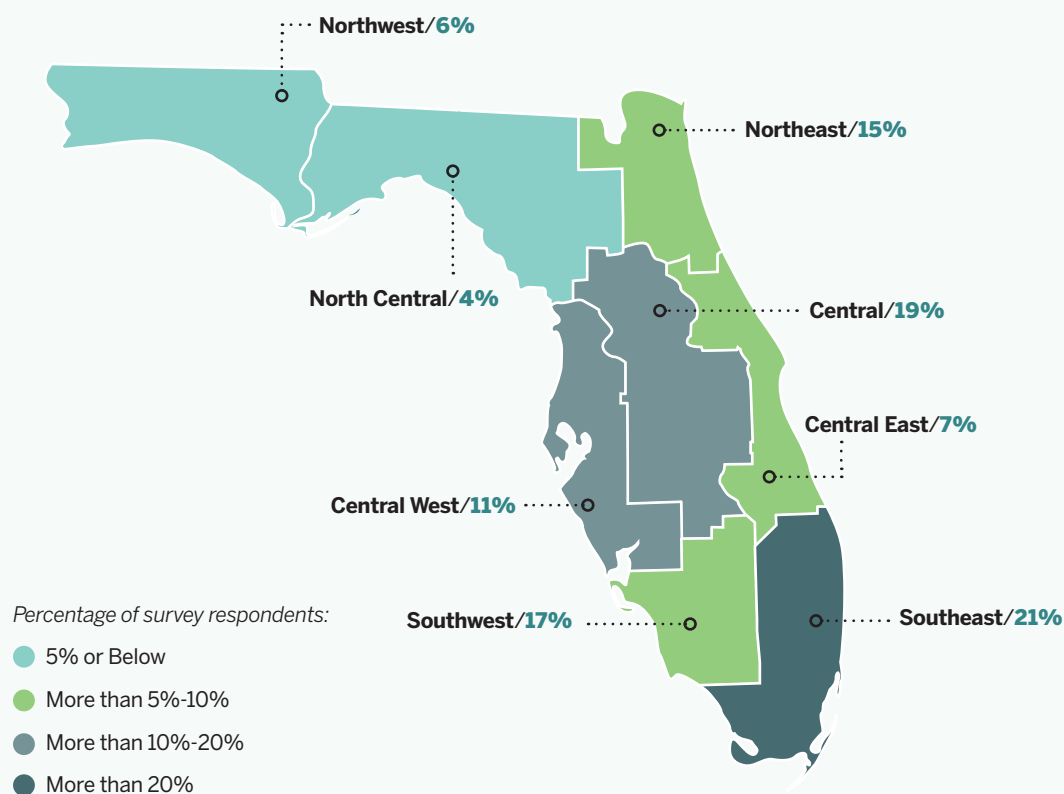 Northwest/6%
Northeast/15%
North Central/4%
Central/19%
Central East/7%
Central West/11%
Southwest/17%
Southeast/21%
Percentage of survey respondents:
5% or Below
More than 5%-10%
More than 10%-20%
More than 20%